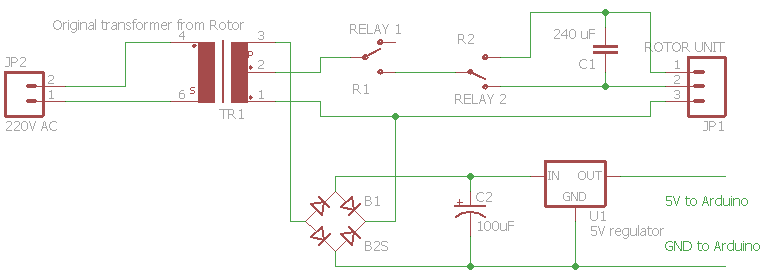 Original transformer from Rotor
RELAY 1
R2
240 uF
ROTOR UNIT
JP2
4
3
P
2
1
2
1
6
S
1
TR1
R1
RELAY 2
C1
1
2
3
JP1
220V AC
B1
B2S
C2
+
100uF
IN
OUT
GND
U1
5V regulator
5V to Arduino
GND to Arduino